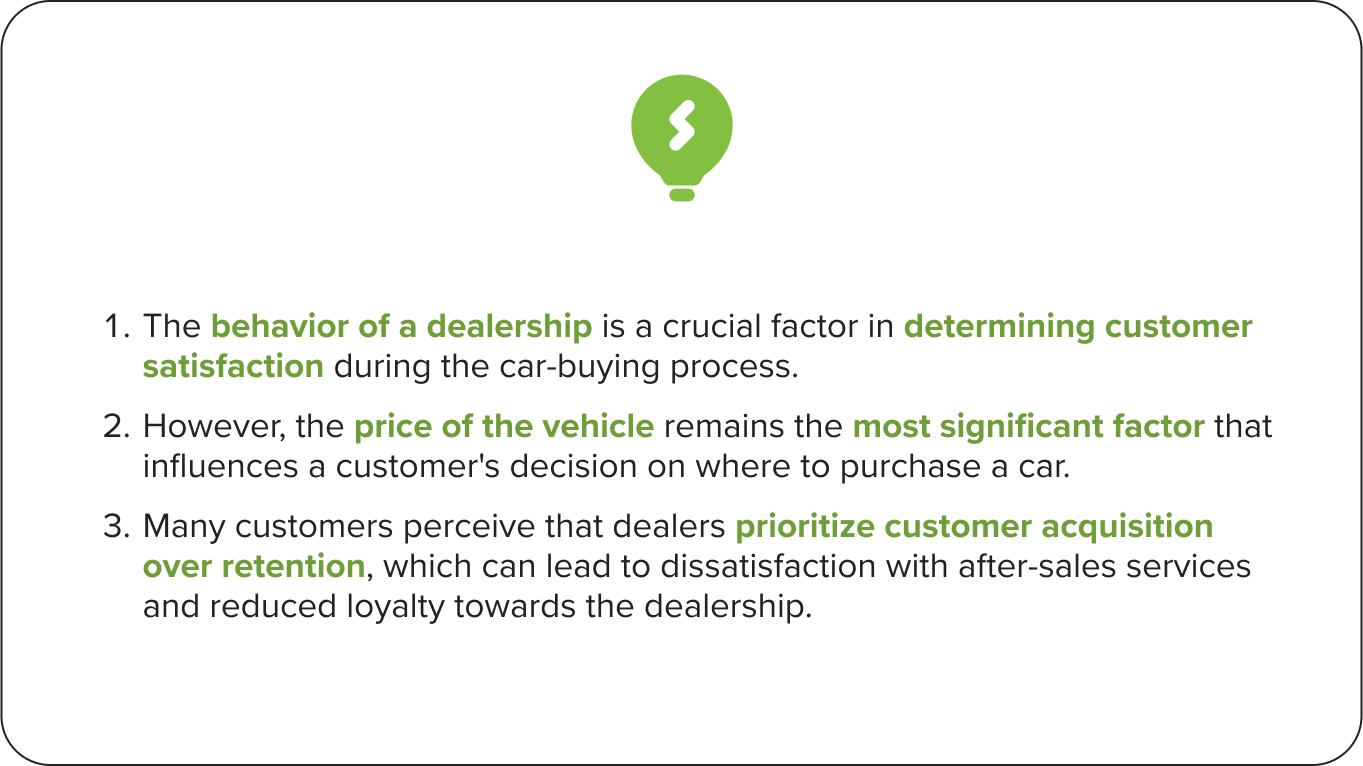 1. The behavior of a dealership is a crucial factor in determining customer
satisfaction during the car-buying process.
2. However, the price of the vehicle remains the most significant factor that
influences a customer's decision on where to purchase a car.
3. Many customers perceive that dealers prioritize customer acquisition
over retention, which can lead to dissatisfaction with after-sales services
and reduced loyalty towards the dealership.